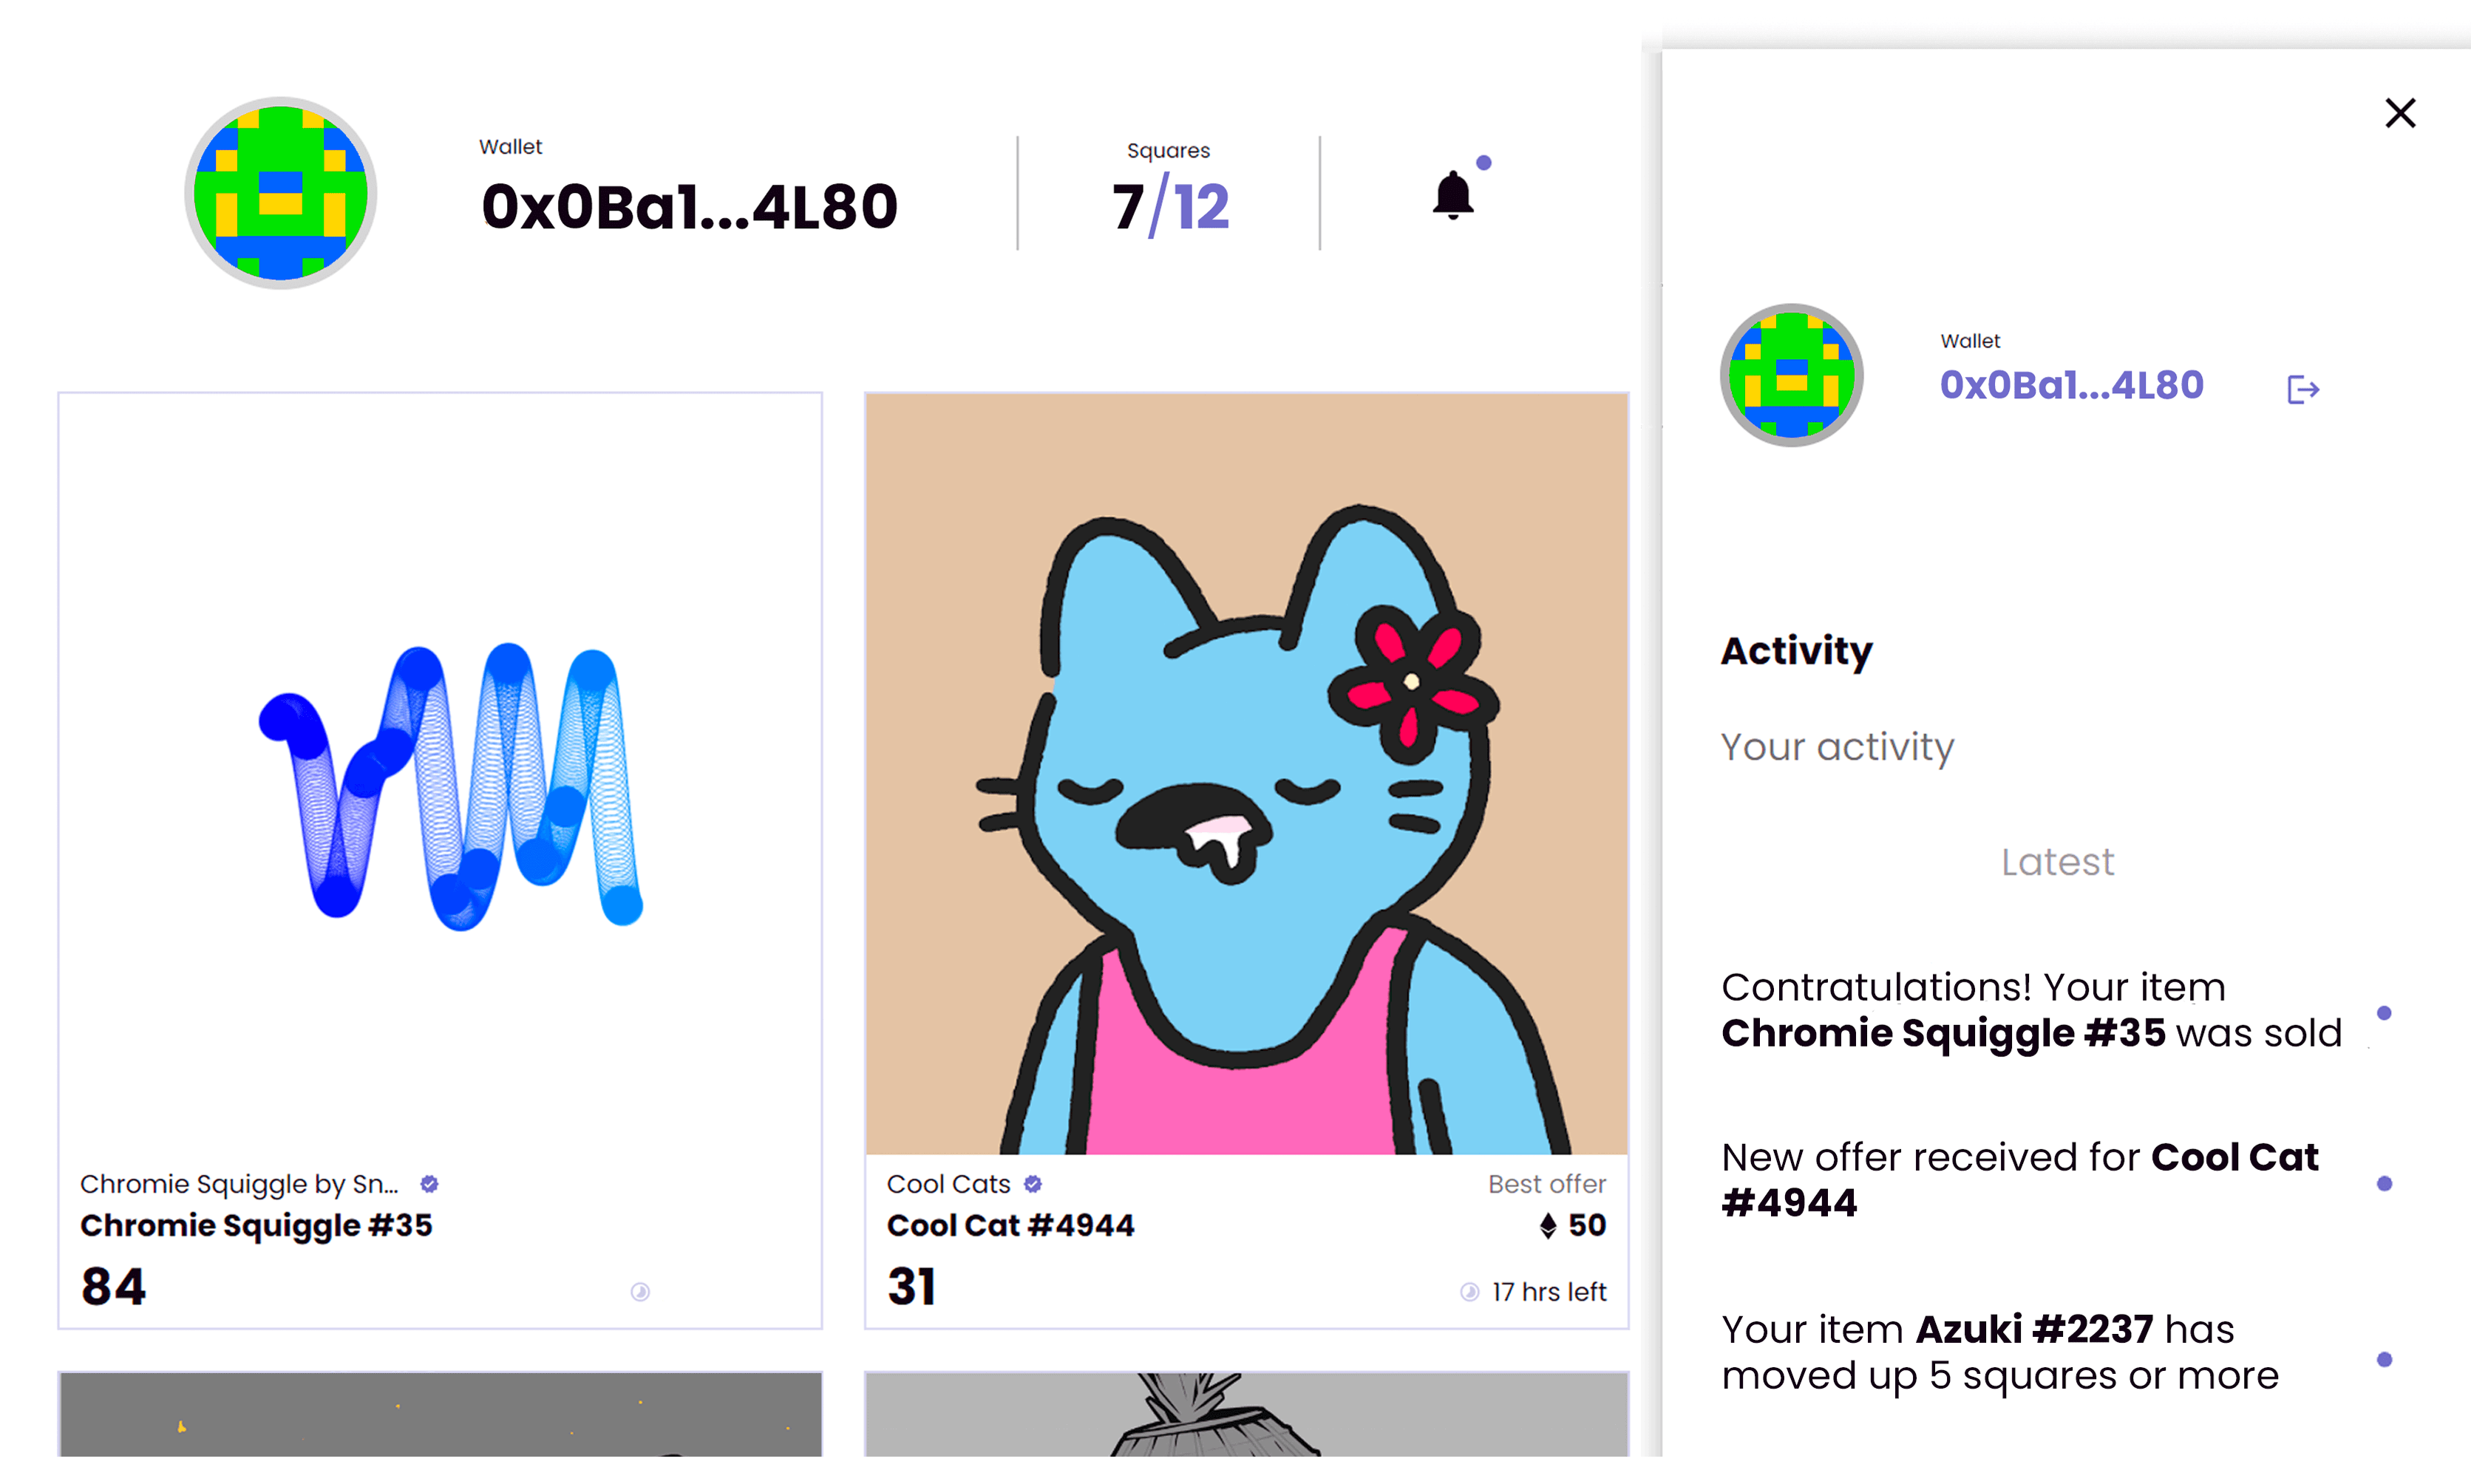 Wallet
0x0Ba1...4L80
Squares
7/12
Chromie Squiggle by Sn...
Chromie Squiggle #35
84
Cool Cats
Best offer
Cool Cat #4944
50
31
17 hrs left
Wallet
0x0Ba1...4L80
Activity
Your activity
Latest
Contratulations! Your item
Chromie Squiggle #35 was sold
New offer received for Cool Cat
#4944
Your item Azuki #2237 has
moved up 5 squares or more